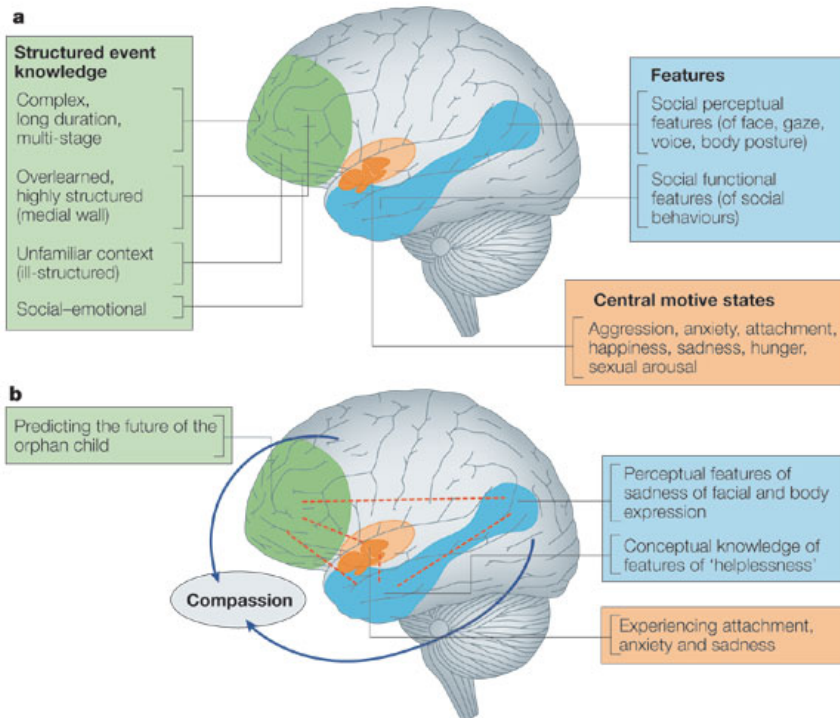 a
Structured event
knowledge
Complex,
long duration,
multi-stage
Overlearned,
highly structured
(medial wall)
Unfamiliar context
(ill-structured)
Social–emotional
Features
Social perceptual
features (of face, gaze,
voice, body posture)
Social functional
features (of social
behaviours)
Central motive states
Aggression, anxiety, attachment,
happiness, sadness, hunger,
sexual arousal
b
Predicting the future of the
orphan child
Compassion
Perceptual features of
sadness of facial and body
expression
Conceptual knowledge of
features of 'helplessness'
Experiencing attachment,
anxiety and sadness